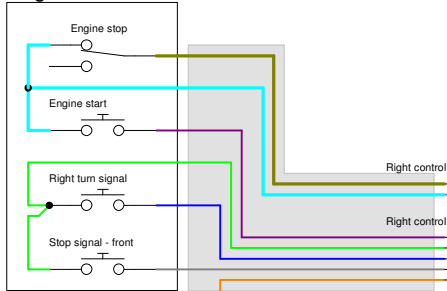 Engine stop
Engine start
Right control
Right turn signal
Right control
Stop signal - front